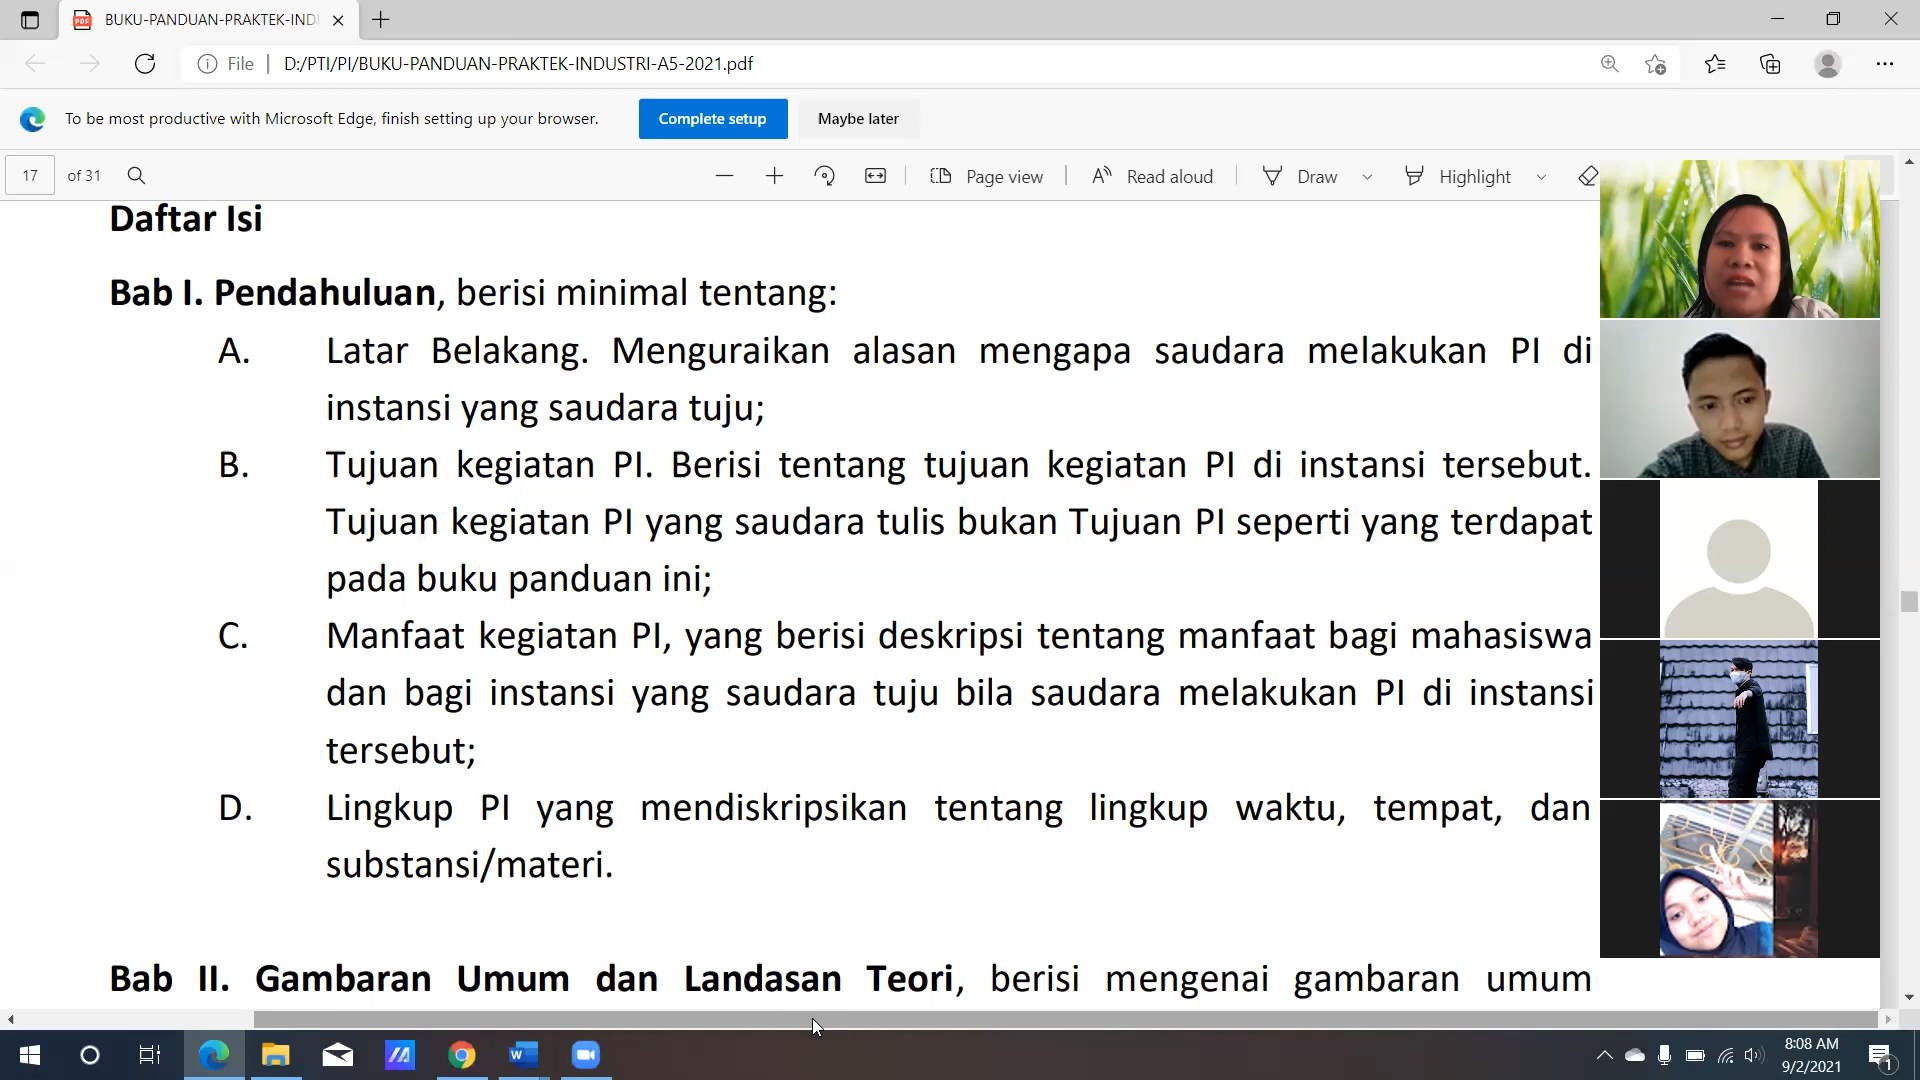 BUKU-PANDUAN-PRAKTEK-IND
File
D:/PTI/PI/BUKU-PANDUAN-PRAKTEK-INDUSTRI-A5-2021.pdf
To be most productive with Microsoft Edge, finish setting up your browser.
Complete setup
Maybe later
17 of 31
Page view
Read aloud
Draw
Highlight
Daftar Isi
Bab I. Pendahuluan, berisi minimal tentang:
A. Latar Belakang. Menguraikan alasan mengapa saudara melakukan PI di
instansi yang saudara tuju;
B. Tujuan kegiatan PI. Berisi tentang tujuan kegiatan PI di instansi tersebut.
Tujuan kegiatan PI yang saudara tulis bukan Tujuan PI seperti yang terdapat
pada buku panduan ini;
C. Manfaat kegiatan PI, yang berisi deskripsi tentang manfaat bagi mahasiswa
dan bagi instansi yang saudara tuju bila saudara melakukan PI di instansi
tersebut;
D. Lingkup PI yang mendiskripsikan tentang lingkup waktu, tempat, dan
substansi/materi.
Bab II. Gambaran Umum dan Landasan Teori, berisi mengenai gambaran umum
8:08 AM
9/2/2021
1